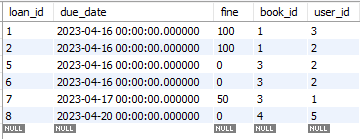 loan_id due_date fine book_id user_id
1 2023-04-16 00:00:00.000000 100 1 3
2 2023-04-16 00:00:00.000000 100 1 2
5 2023-04-16 00:00:00.000000 0 3 2
6 2023-04-16 00:00:00.000000 0 3 2
7 2023-04-17 00:00:00.000000 50 3 1
8 2023-04-20 00:00:00.000000 0 4 5
NULL NULL NULL NULL NULL